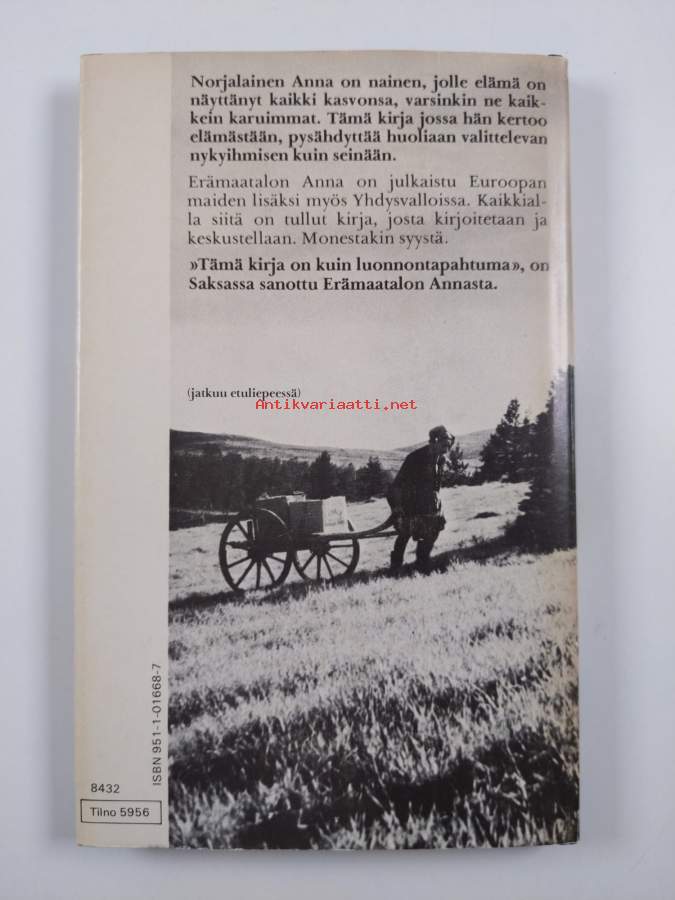 Norjalainen Anna on nainen, jolle elämä on
näyttänyt kaikki kasvonsa, varsinkin ne kaik-
kein karuimmat. Tämä kirja jossa hän kertoo
elämästään, pysähdyttää huoliaan valittelevan
nykyihmisen kuin seinään.
Erämaatalon Anna on julkaistu Euroopan
maiden lisäksi myös Yhdysvalloissa. Kaikkial-
la siitä on tullut kirja, josta kirjoitetaan ja
keskustellaan. Monestakin syystä.
»Tämä kirja on kuin luonnontapahtuma», on
Saksassa sanottu Erämaatalon Annasta.
(jatkuu etuliepeessä)
Antikvariaatti.net
ISBN 951-1-01668-7
8432
Tilno 5956